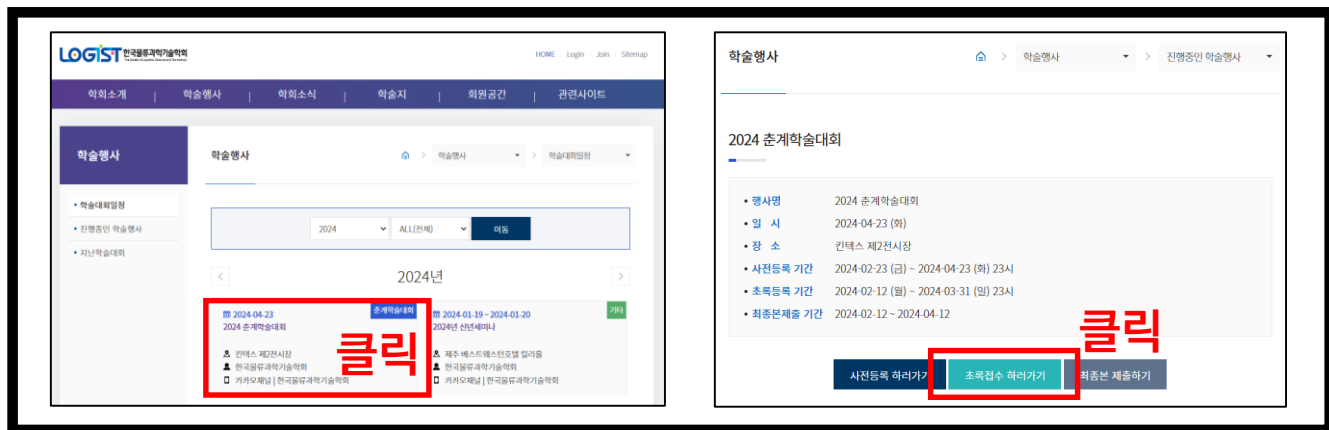 LOGIST 한국물류과학기술학회
HOME | Login | Join | Sitemap
학회소개 | 학술행사 | 학회소식 | 학술지 | 회원공간 | 관련사이트
학술행사
• 학술대회일정
• 진행중인 학술행사
• 지난학술대회
학술행사
> 학술행사 > 학술대회일정
2024 ALL(전체) 이동
< 2024년 >
2024-04-23 춘계학술대회
2024 춘계학술대회
킨텍스 제2전시장
한국물류과학기술학회
카카오채널 | 한국물류과학기술학회
클릭
2024-01-19 ~ 2024-01-20 기타
2024년 신년세미나
제주 베스트웨스턴호텔 컬리홀
한국물류과학기술학회
카카오채널 | 한국물류과학기술학회
학술행사
> 학술행사 > 진행중인 학술행사
2024 춘계학술대회
• 행사명 2024 춘계학술대회
• 일 시 2024-04-23 (화)
• 장 소 킨텍스 제2전시장
• 사전등록 기간 2024-02-23 (금) ~ 2024-04-23 (화) 23시
• 초록등록 기간 2024-02-12 (월) ~ 2024-03-31 (일) 23시
• 최종본제출 기간 2024-02-12 ~ 2024-04-12
클릭
사전등록 하러가기 초록접수 하러가기 최종본 제출하기